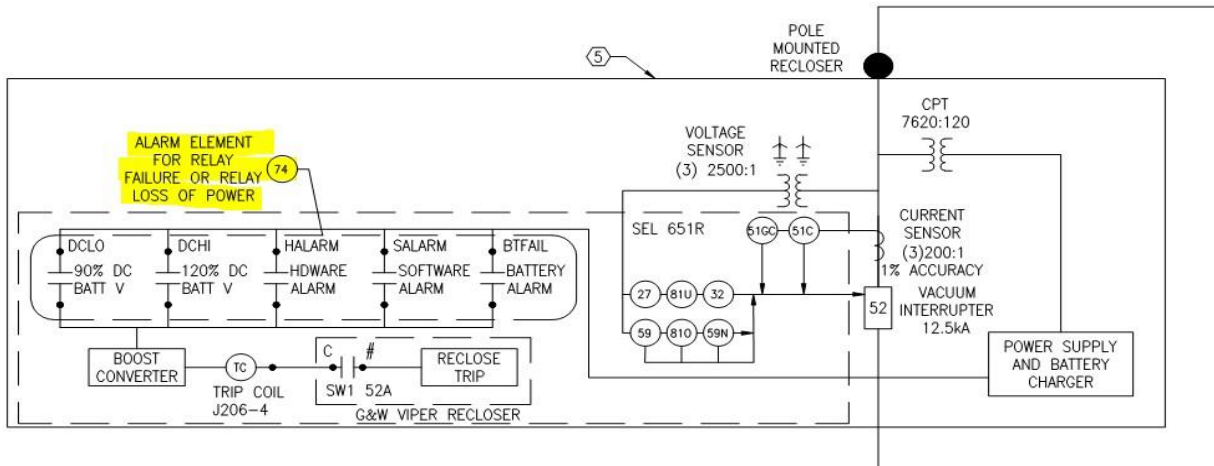 5
POLE
MOUNTED
RECLOSER
CPT
7620:120
ALARM ELEMENT
FOR RELAY
FAILURE OR RELAY
LOSS OF POWER
74
VOLTAGE
SENSOR
(3) 2500:1
SEL 651R
51GC
51C
CURRENT
SENSOR
(3)200:1
1% ACCURACY
DCLO
90% DC
BATT V
DCHI
120% DC
BATT V
HALARM
HDWARE
ALARM
SALARM
SOFTWARE
ALARM
BTFAIL
BATTERY
ALARM
27
81U
32
59
81O
59N
52
VACUUM
INTERRUPTER
12.5kA
BOOST
CONVERTER
TC
TRIP COIL
J206-4
C
#
SW1 52A
RECLOSE
TRIP
G&W VIPER RECLOSER
POWER SUPPLY
AND BATTERY
CHARGER